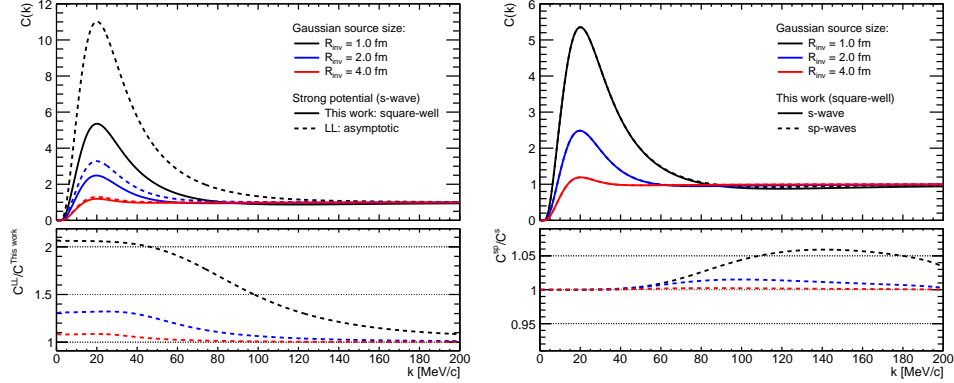 C(k)
12
10
8
6
4
2
0
Gaussian source size:
R_inv = 1.0 fm
R_inv = 2.0 fm
R_inv = 4.0 fm
Strong potential (s-wave)
This work: square-well
LL: asymptotic
C^LL/C^This work
2
1.5
1
0 20 40 60 80 100 120 140 160 180 200
k [MeV/c]
C(k)
6
5
4
3
2
1
0
Gaussian source size:
R_inv = 1.0 fm
R_inv = 2.0 fm
R_inv = 4.0 fm
This work (square-well)
s-wave
sp-waves
C^sp/C^s
1.05
1
0.95
0 20 40 60 80 100 120 140 160 180 200
k [MeV/c]